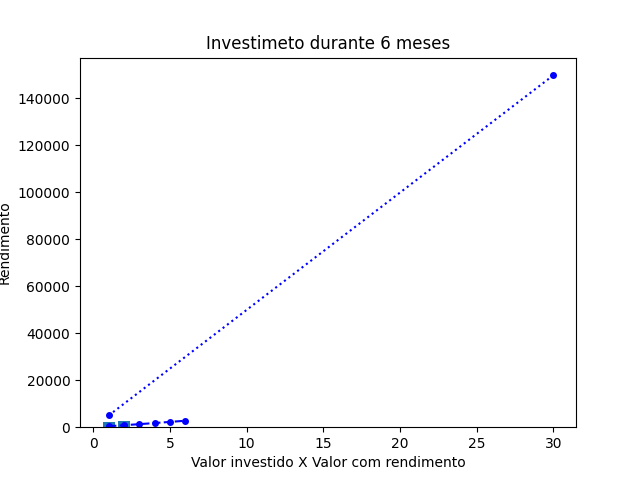 Investimeto durante 6 meses
140000
120000
100000
80000
60000
40000
20000
0
Rendimento
0 5 10 15 20 25 30
Valor investido X Valor com rendimento